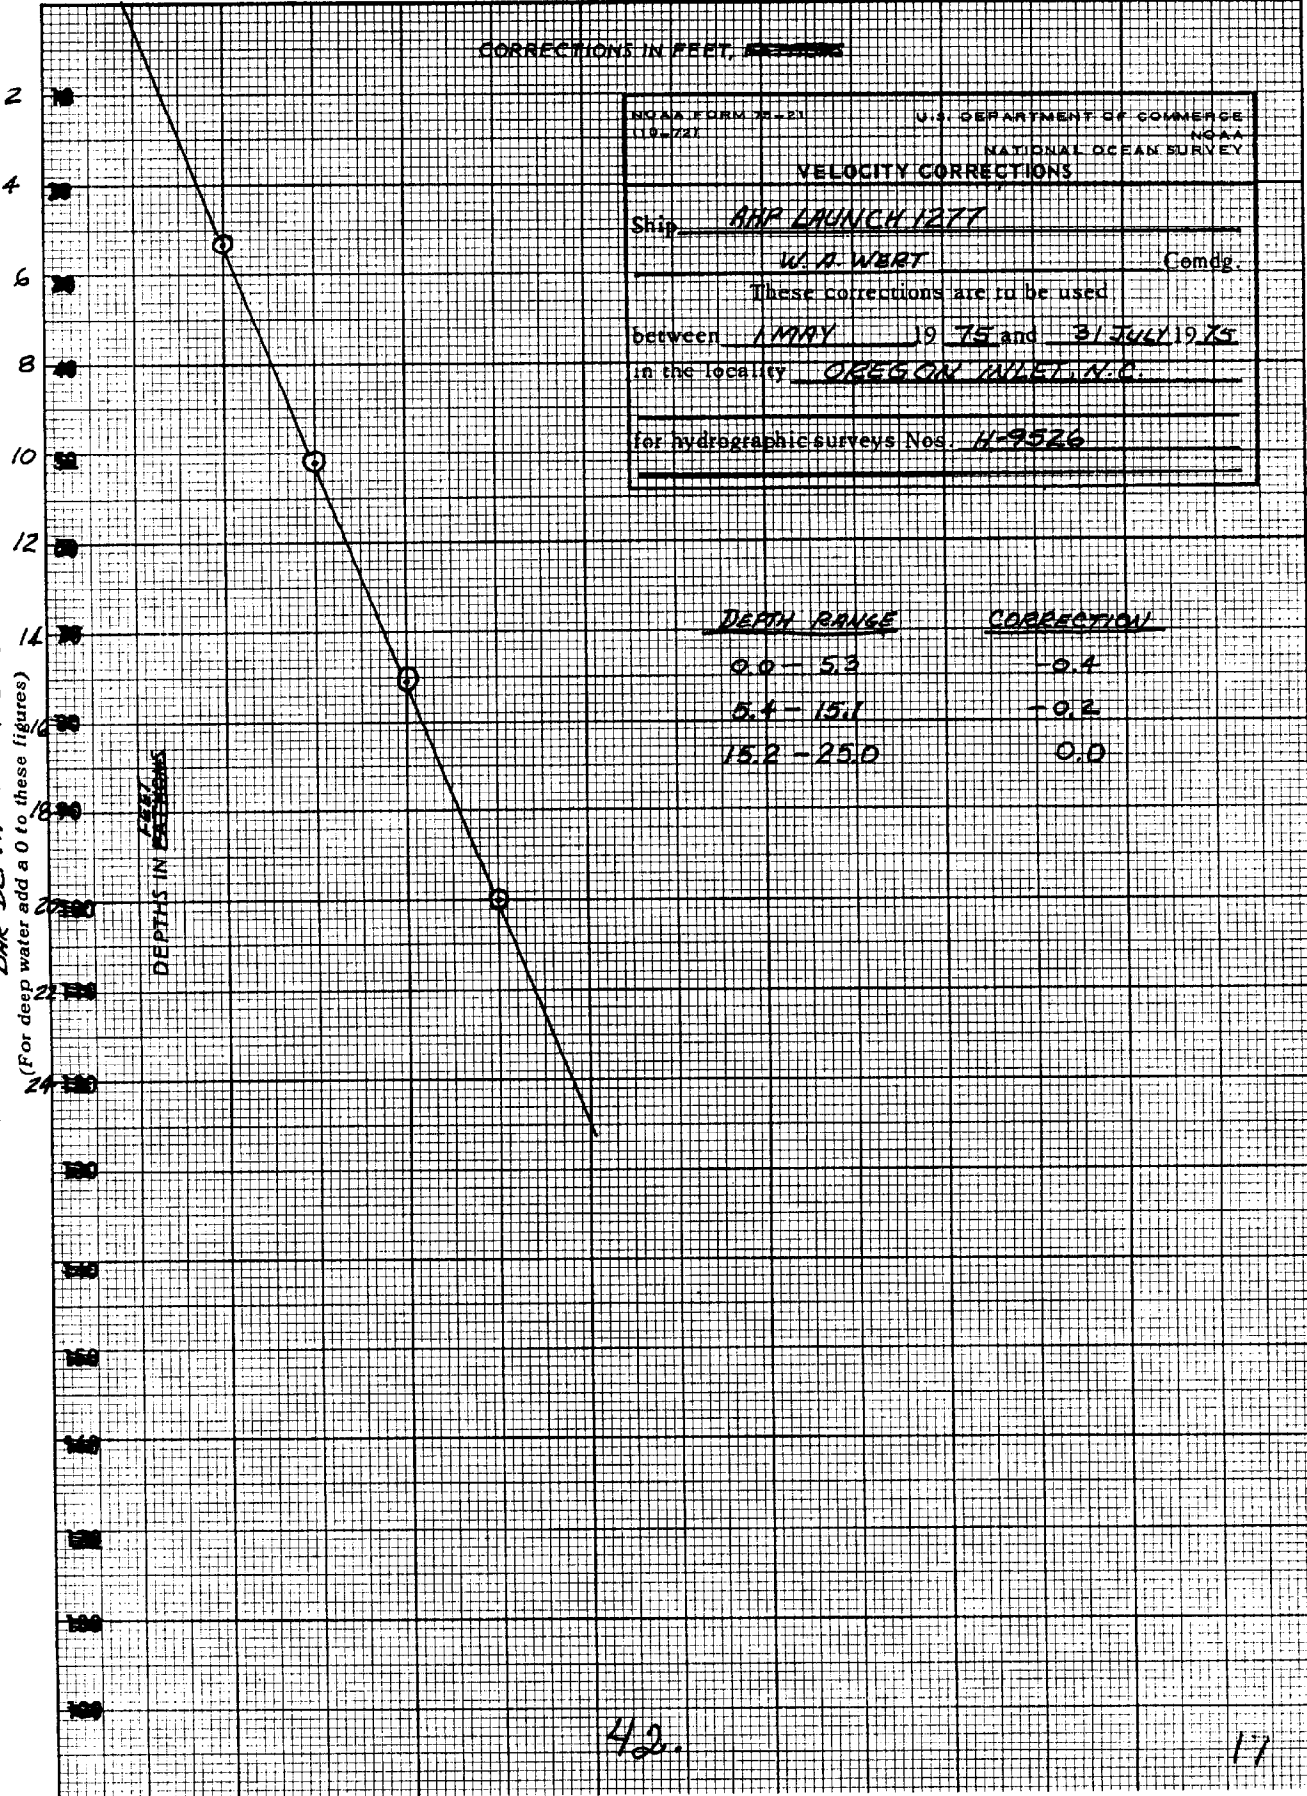 CORRECTIONS IN FEET,
NOAA FORM 75-21
(10-72)
U.S. DEPARTMENT OF COMMERCE
NOAA
NATIONAL OCEAN SURVEY
VELOCITY CORRECTIONS
Ship AHP LAUNCH 1277
W. A. WERT Comdg.
These corrections are to be used
between 1 MAY 19 75 and 31 JULY 19 75
in the locality OREGON INLET, N.C.
for hydrographic surveys Nos. H-9526
DEPTH RANGE CORRECTION
0.0 - 5.3 -0.4
5.4 - 15.1 -0.2
15.2 - 25.0 0.0
2
4
6
8
10
12
14
16
18
20
22
24
(For deep water add a 0 to these figures)
DEPTHS IN FEET
42.
17